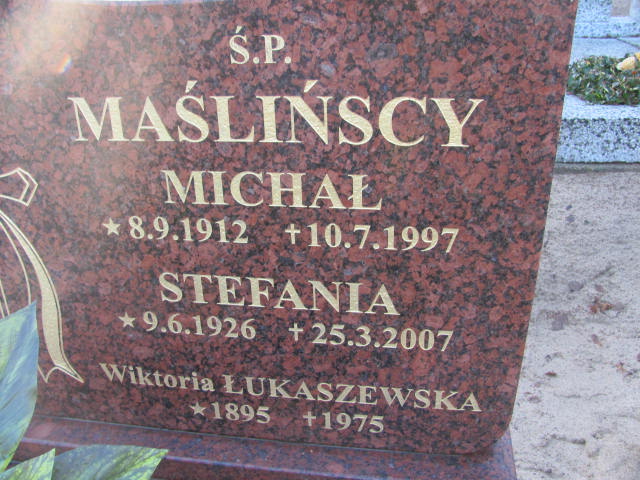 Ś.P.
MAŚLIŃSCY
MICHAŁ
★8.9.1912 ✝10.7.1997
STEFANIA
★9.6.1926 ✝25.3.2007
Wiktoria ŁUKASZEWSKA
★1895 ✝1975